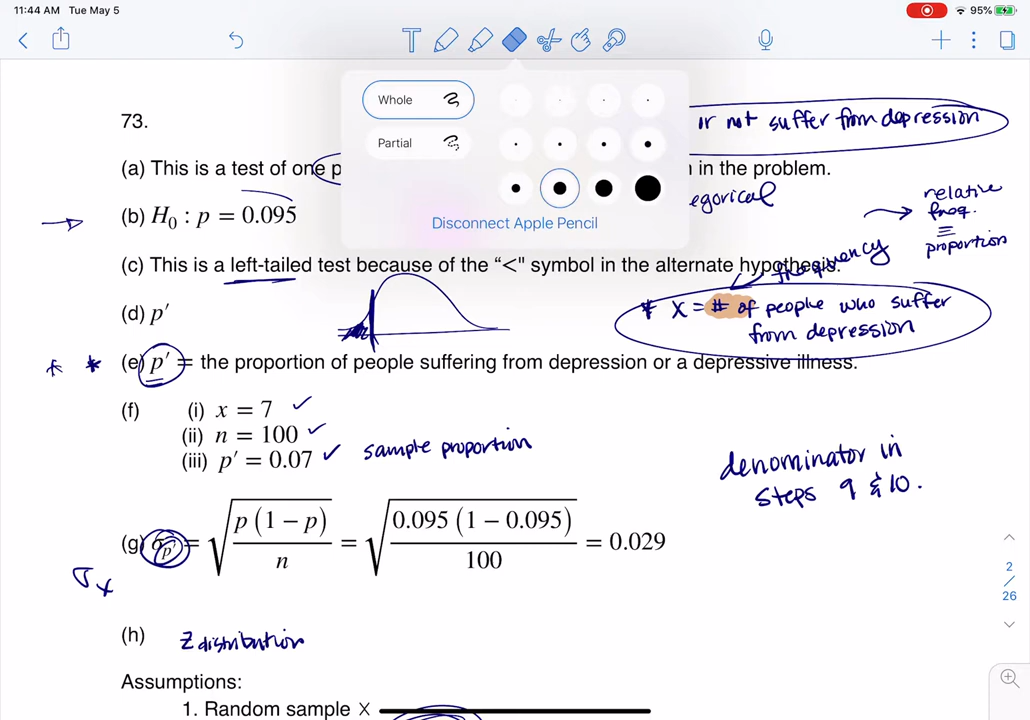 11:44 AM Tue May 5
95%
Whole
Partial
Disconnect Apple Pencil
73.
or not suffer from depression
(a) This is a test of one p
in the problem.
egorical
(b) H₀ : p = 0.095
relative
freq.
≡
proportion
frequency
(c) This is a left-tailed test because of the “<" symbol in the alternate hypothesis.
(d) p′
* X = # of people who suffer
from depression
* * (e) p′ = the proportion of people suffering from depression or a depressive illness.
(f) (i) x = 7 ✓
(ii) n = 100 ✓
(iii) p′ = 0.07 ✓ sample proportion
denominator in
steps 9 & 10.
(g) σp′ = √(p (1 − p) / n) = √(0.095 (1 − 0.095) / 100) = 0.029
σx
(h) Z distribution
Assumptions:
1. Random sample X
2
/
26